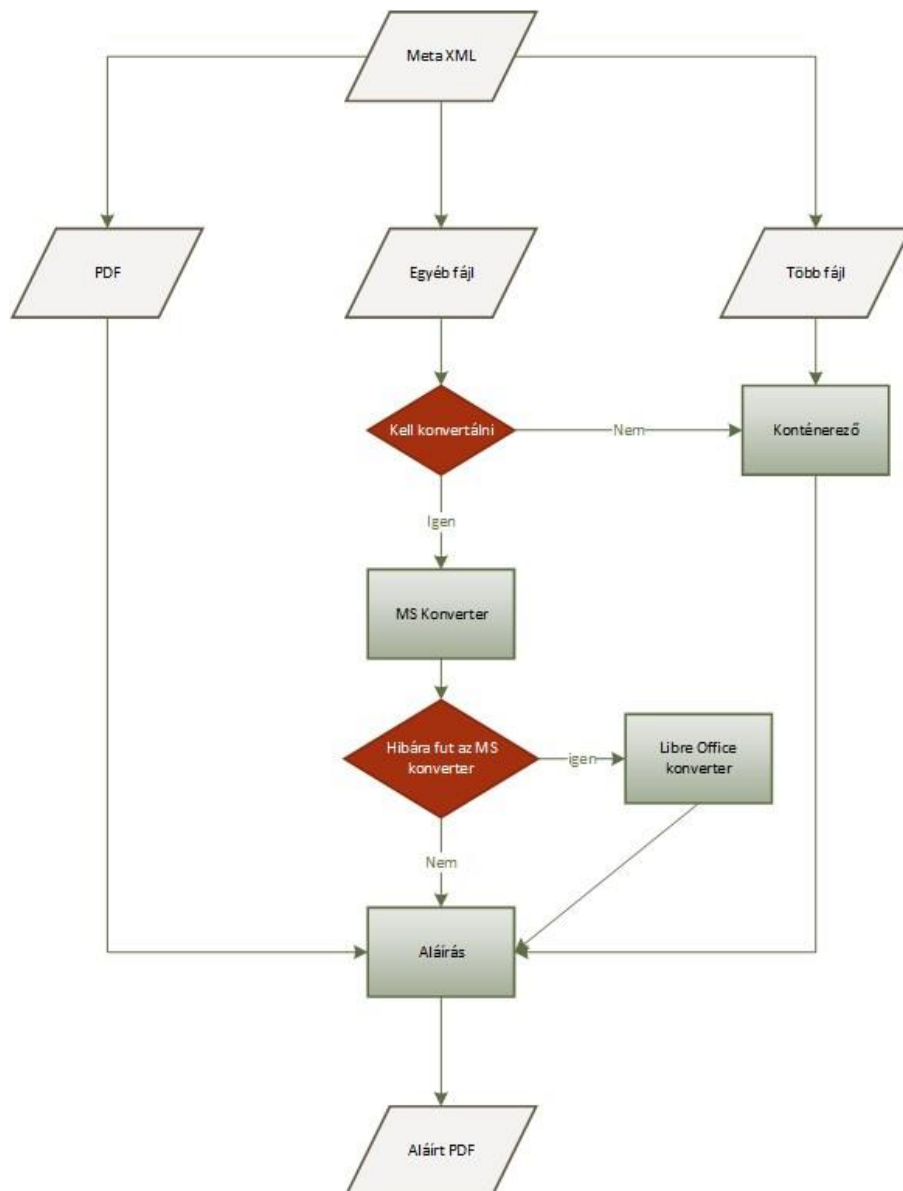 Meta XML
PDF
Egyéb fájl
Több fájl
Kell konvertálni
Nem
Konténerező
Igen
MS Konverter
Hibára fut az MS
konverter
igen
Libre Office
konverter
Nem
Aláírás
Aláírt PDF